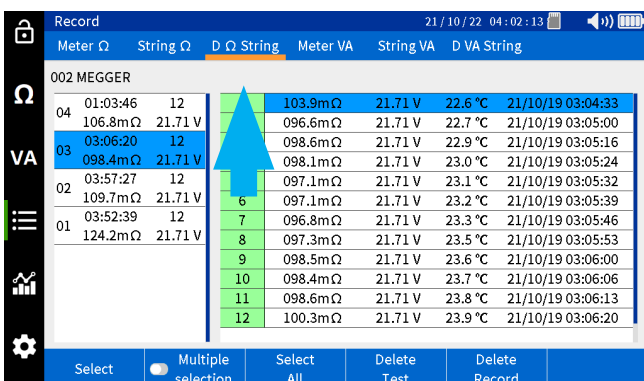 Record 21/10/22 04:02:13
Meter Ω String Ω D Ω String Meter VA String VA D VA String
002 MEGGER
Ω
VA
04 01:03:46 12
106.8mΩ 21.71 V
03 03:06:20 12
098.4mΩ 21.71 V
02 03:57:27 12
109.7mΩ 21.71 V
01 03:52:39 12
124.2mΩ 21.71 V
103.9mΩ 21.71 V 22.6 ℃ 21/10/19 03:04:33
096.6mΩ 21.71 V 22.7 ℃ 21/10/19 03:05:00
098.6mΩ 21.71 V 22.9 ℃ 21/10/19 03:05:16
098.1mΩ 21.71 V 23.0 ℃ 21/10/19 03:05:24
097.1mΩ 21.71 V 23.1 ℃ 21/10/19 03:05:32
6 097.1mΩ 21.71 V 23.2 ℃ 21/10/19 03:05:39
7 096.8mΩ 21.71 V 23.3 ℃ 21/10/19 03:05:46
8 097.3mΩ 21.71 V 23.5 ℃ 21/10/19 03:05:53
9 098.5mΩ 21.71 V 23.6 ℃ 21/10/19 03:06:00
10 098.4mΩ 21.71 V 23.7 ℃ 21/10/19 03:06:06
11 098.6mΩ 21.71 V 23.8 ℃ 21/10/19 03:06:13
12 100.3mΩ 21.71 V 23.9 ℃ 21/10/19 03:06:20
Select
Multiple
selection
Select
All
Delete
Test
Delete
Record